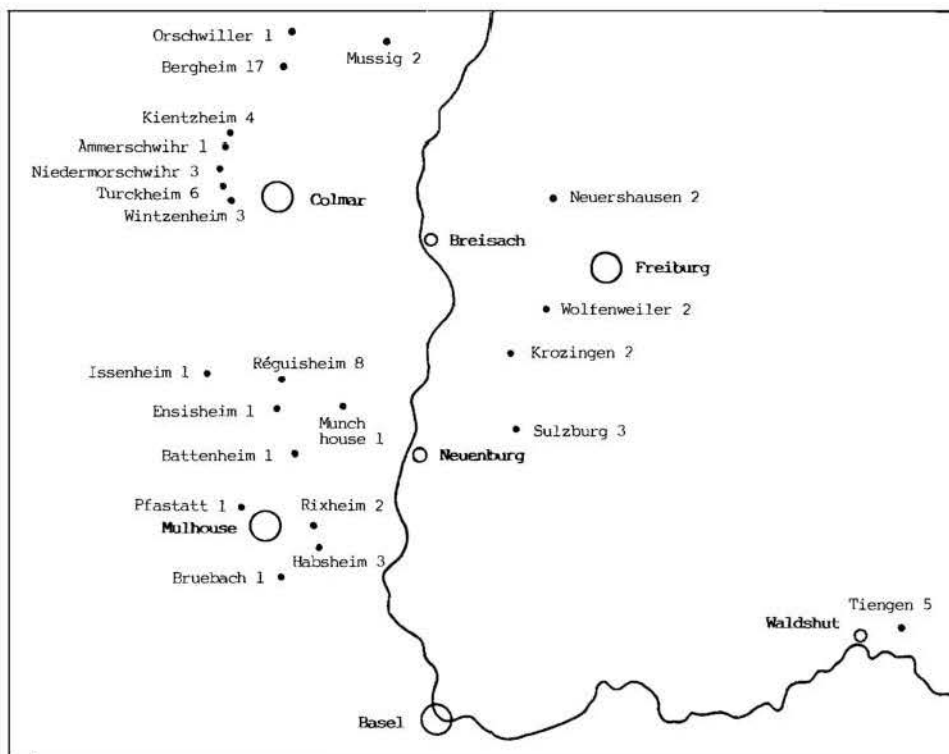 Orschwiller 1
Mussig 2
Bergheim 17
Kientzheim 4
Ammerschwihr 1
Niedermorschwihr 3
Turckheim 6
Wintzenheim 3
Colmar
Neuershausen 2
Breisach
Freiburg
Wolfenweiler 2
Krozingen 2
Issenheim 1
Réguisheim 8
Ensisheim 1
Munch
house 1
Sulzburg 3
Battenheim 1
Neuenburg
Pfastatt 1
Rixheim 2
Mulhouse
Habsheim 3
Bruebach 1
Tiengen 5
Waldshut
Basel